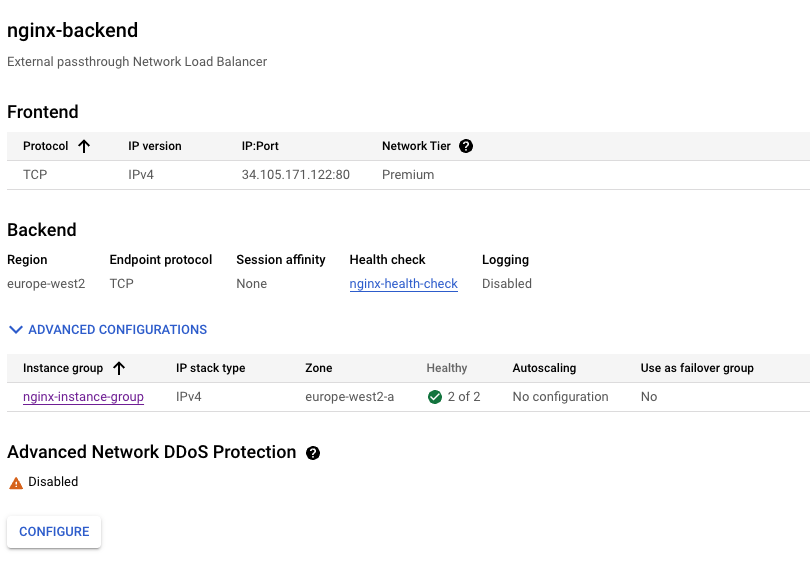 nginx-backend
External passthrough Network Load Balancer
Frontend
Protocol IP version IP:Port Network Tier
TCP IPv4 34.105.171.122:80 Premium
Backend
Region Endpoint protocol Session affinity Health check Logging
europe-west2 TCP None nginx-health-check Disabled
ADVANCED CONFIGURATIONS
Instance group IP stack type Zone Healthy Autoscaling Use as failover group
nginx-instance-group IPv4 europe-west2-a 2 of 2 No configuration No
Advanced Network DDoS Protection
Disabled
CONFIGURE